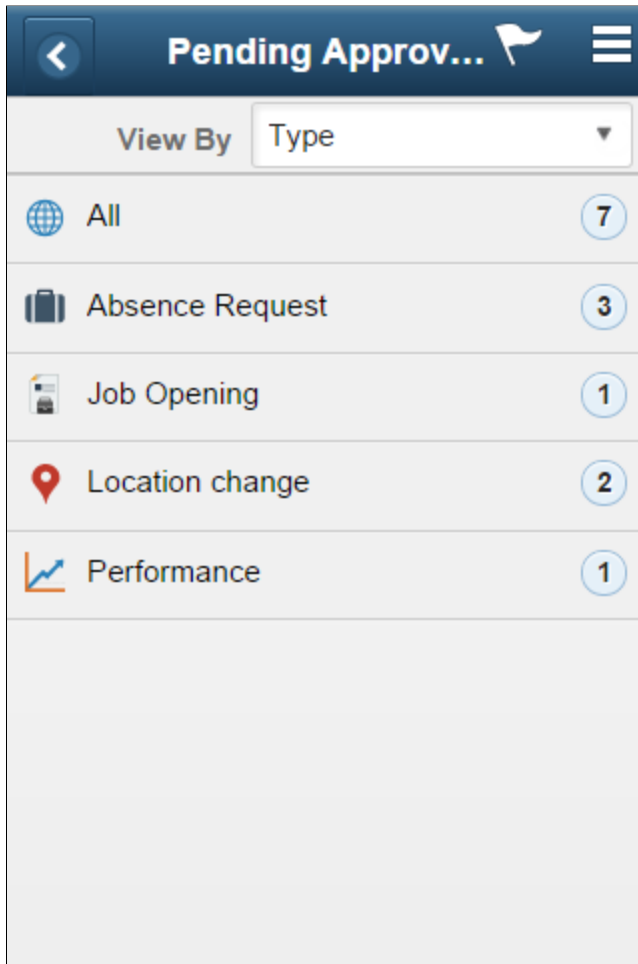 Pending Approv...
View By Type
All 7
Absence Request 3
Job Opening 1
Location change 2
Performance 1